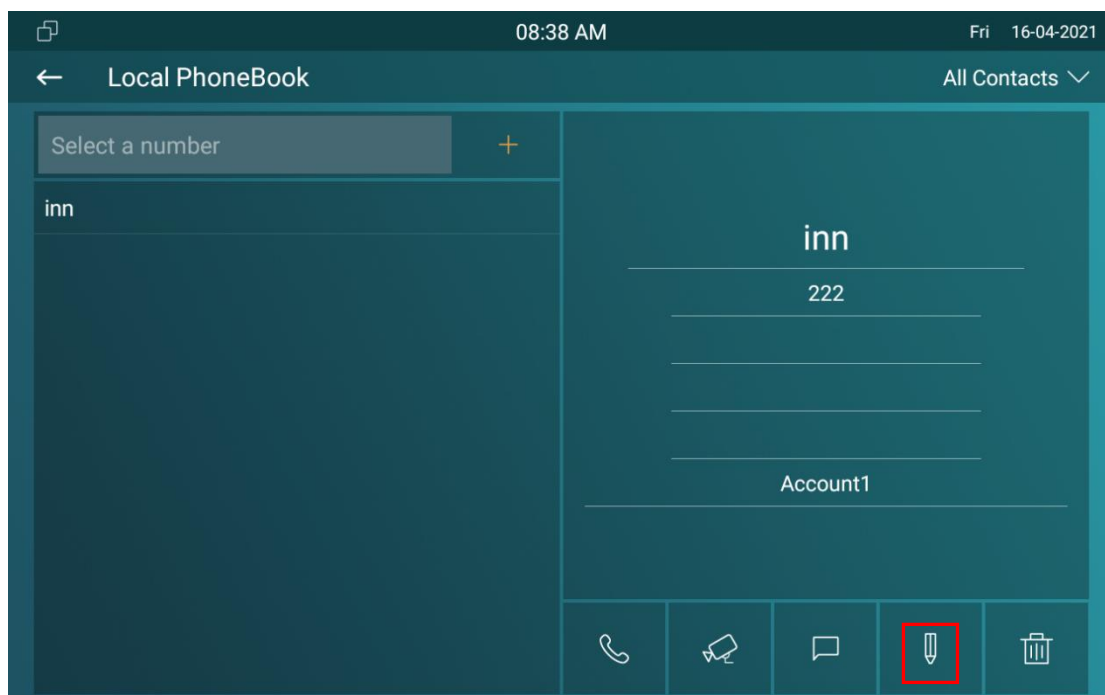 08:38 AM
Fri 16-04-2021
Local PhoneBook
All Contacts
Select a number
+
inn
inn
222
Account1